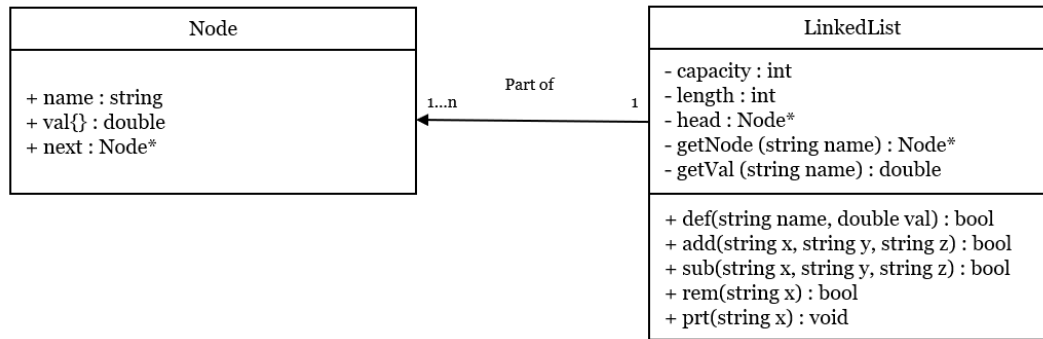 Node
+ name : string
+ val{} : double
+ next : Node*
Part of
1...n
1
LinkedList
- capacity : int
- length : int
- head : Node*
- getNode (string name) : Node*
- getVal (string name) : double
+ def(string name, double val) : bool
+ add(string x, string y, string z) : bool
+ sub(string x, string y, string z) : bool
+ rem(string x) : bool
+ prt(string x) : void